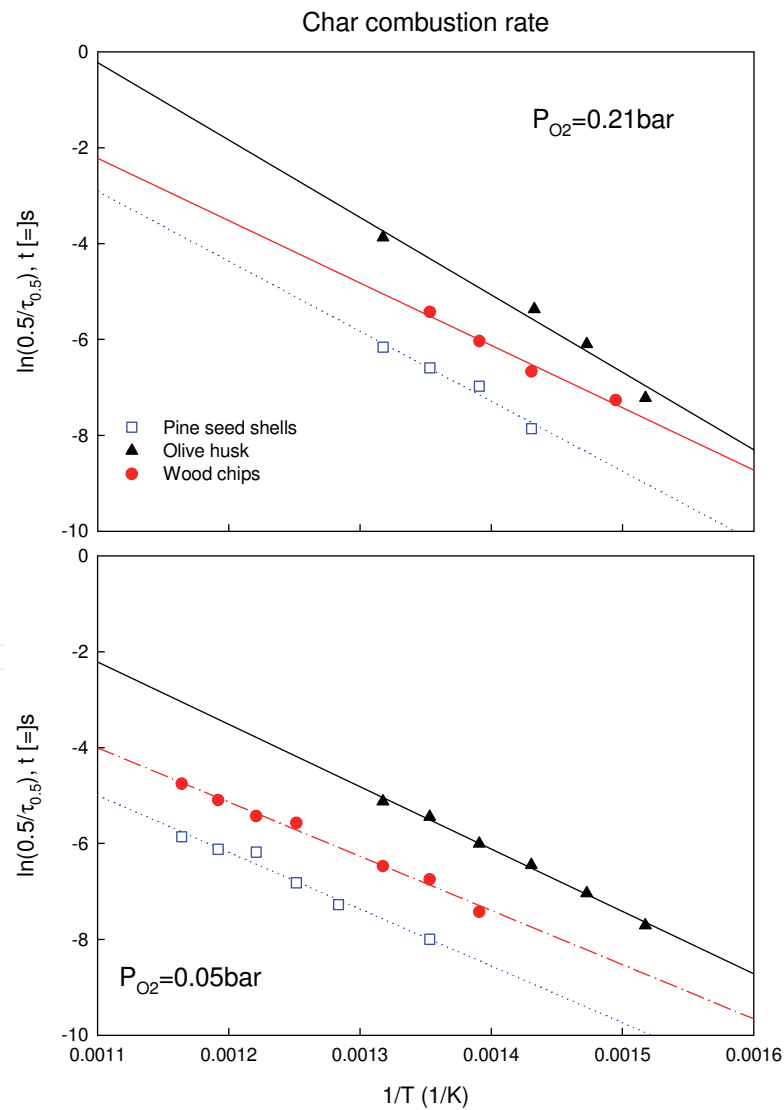 Char combustion rate
0
-2
-4
-6
-8
-10
ln(0.5/τ0.5), t [=]s
PO2=0.21bar
Pine seed shells
Olive husk
Wood chips
0
-2
-4
-6
-8
-10
ln(0.5/τ0.5), t [=]s
PO2=0.05bar
0.0011 0.0012 0.0013 0.0014 0.0015 0.0016
1/T (1/K)